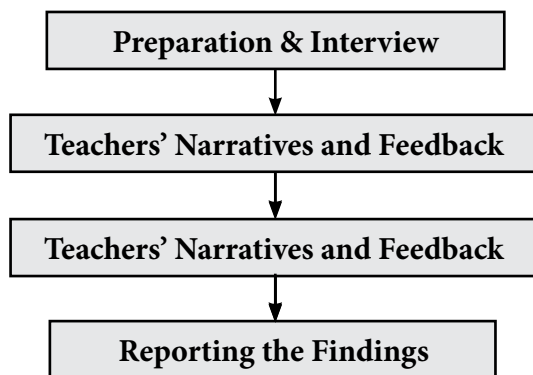 Preparation & Interview
Teachers’ Narratives and Feedback
Teachers’ Narratives and Feedback
Reporting the Findings